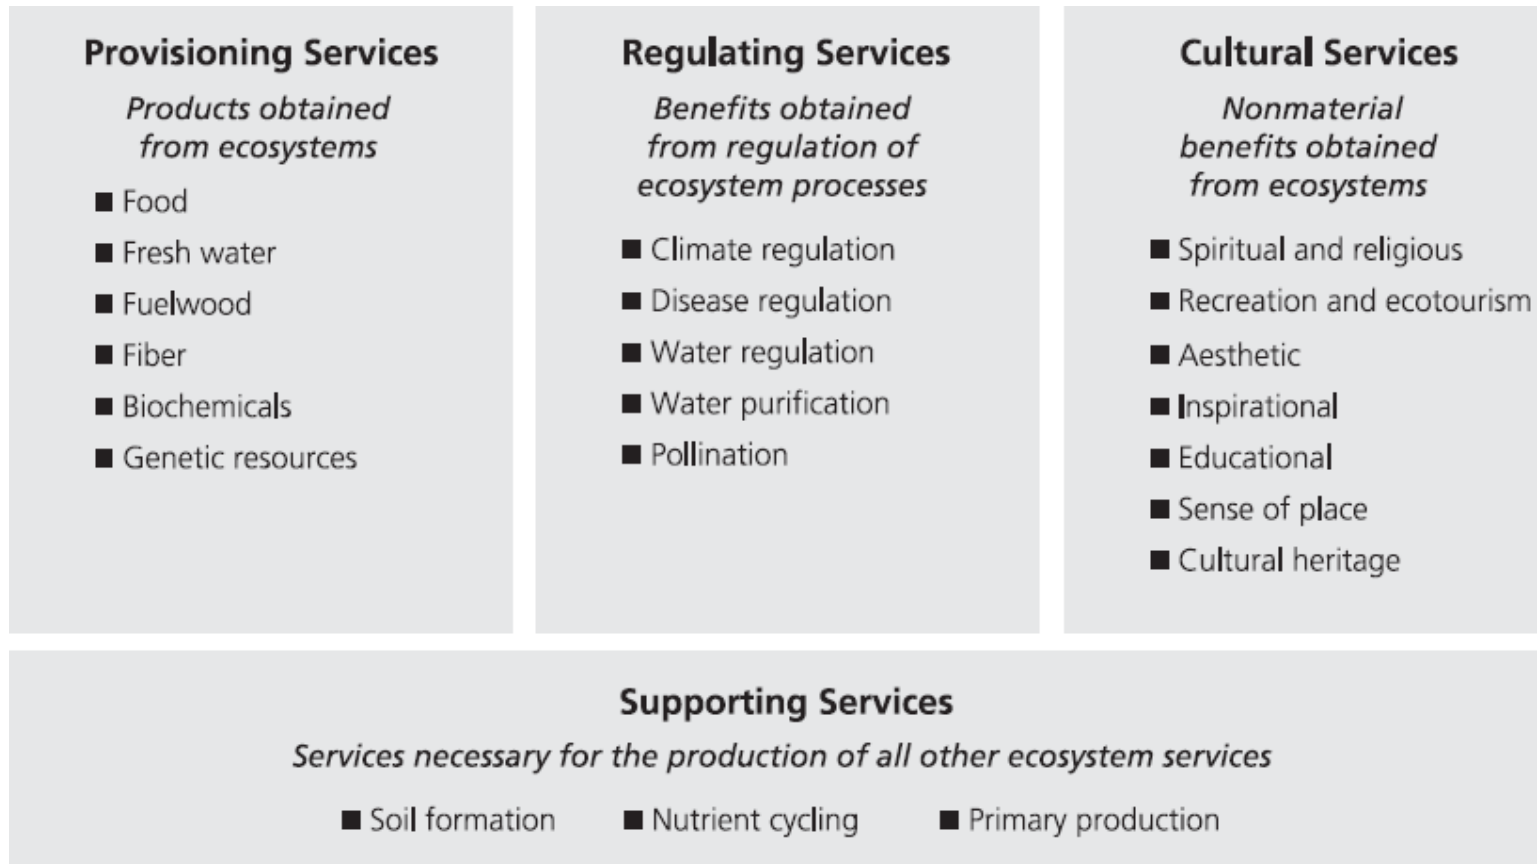 Provisioning Services
Products obtained
from ecosystems
■ Food
■ Fresh water
■ Fuelwood
■ Fiber
■ Biochemicals
■ Genetic resources
Regulating Services
Benefits obtained
from regulation of
ecosystem processes
■ Climate regulation
■ Disease regulation
■ Water regulation
■ Water purification
■ Pollination
Cultural Services
Nonmaterial
benefits obtained
from ecosystems
■ Spiritual and religious
■ Recreation and ecotourism
■ Aesthetic
■ Inspirational
■ Educational
■ Sense of place
■ Cultural heritage
Supporting Services
Services necessary for the production of all other ecosystem services
■ Soil formation ■ Nutrient cycling ■ Primary production